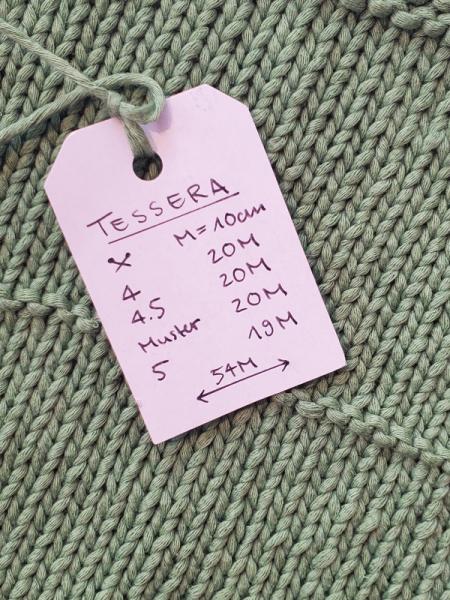 TESSERA
x M=10cm
4 20M
4.5 20M
Muster 20M
5 19M
54M